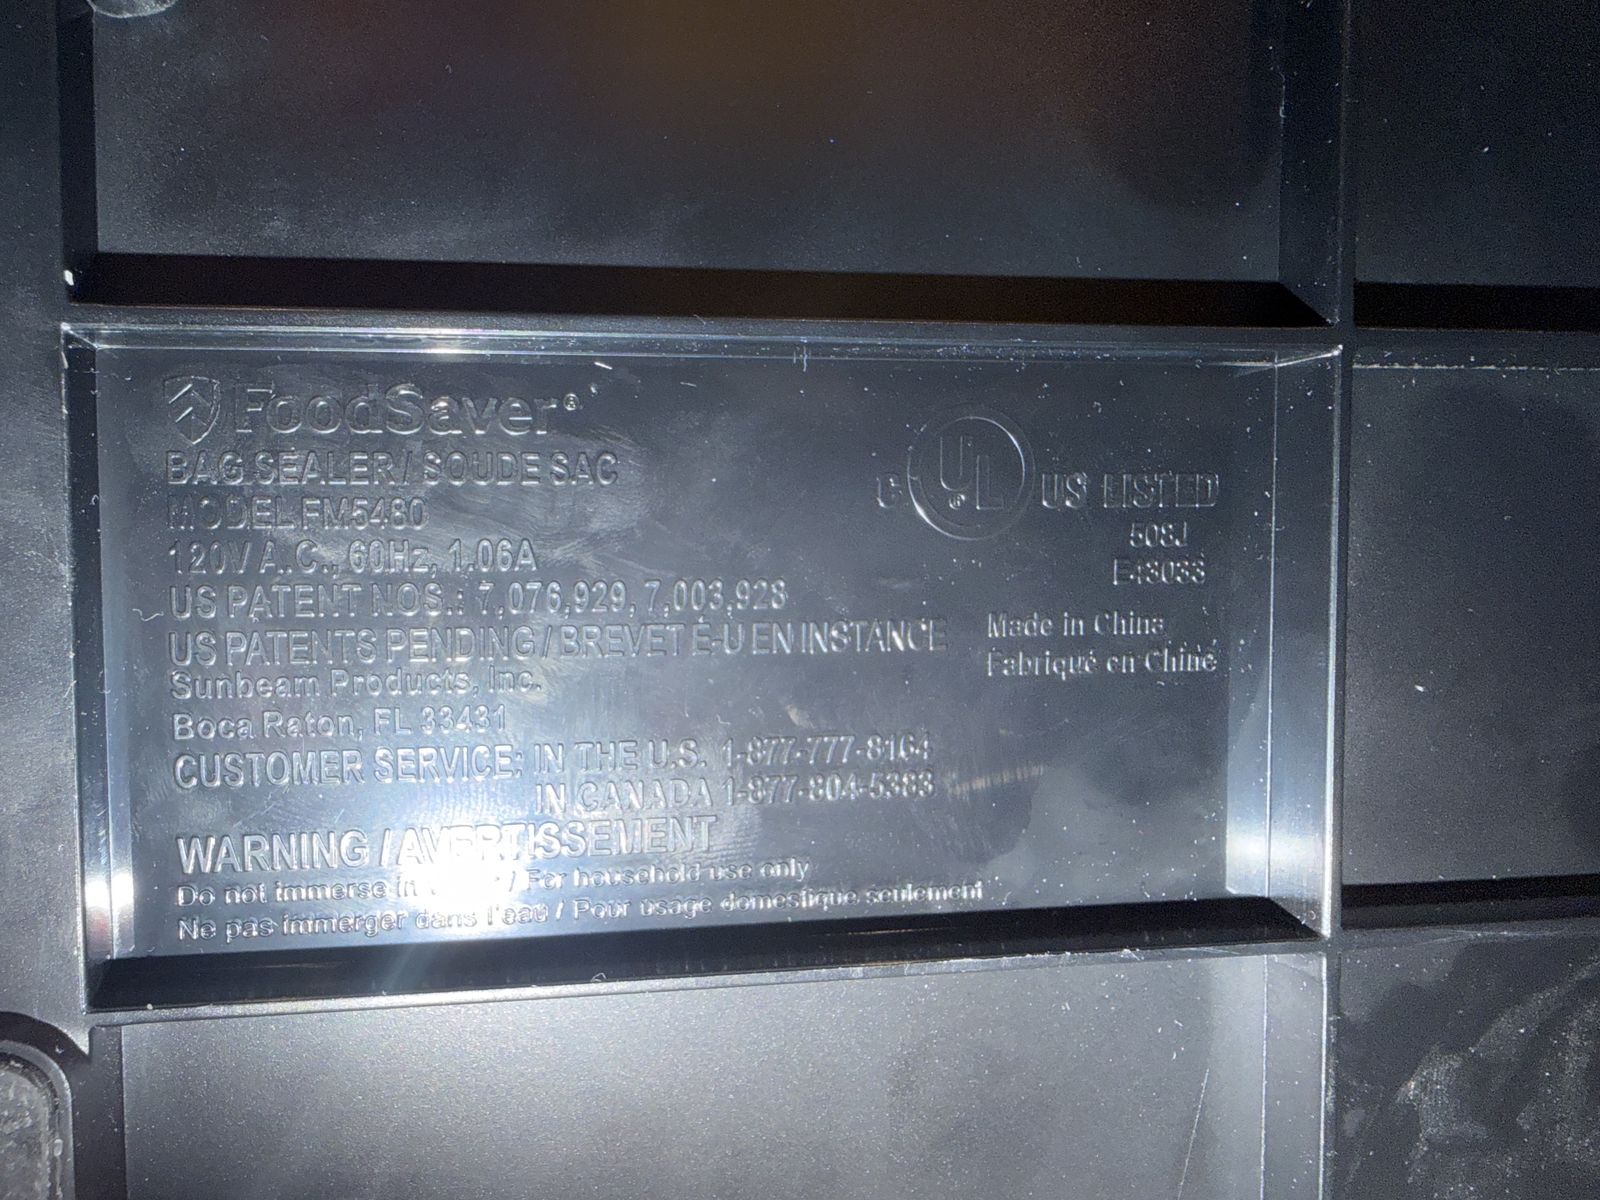 FoodSaver®
BAG SEALER / SOUDE SAC
MODEL FM5480
120V A.C., 60Hz, 1.06A
US PATENT NOS.: 7,076,929, 7,003,928
US PATENTS PENDING / BREVET É-U EN INSTANCE
Sunbeam Products, Inc.
Boca Raton, FL 33431
CUSTOMER SERVICE: IN THE U.S. 1-877-777-8164
IN CANADA 1-877-804-5383
WARNING / AVERTISSEMENT
Do not immerse in / For household use only
Ne pas immerger dans l'eau / Pour usage domestique seulement
C UL® US LISTED
508J
E43033
Made in China
Fabriqué en Chine